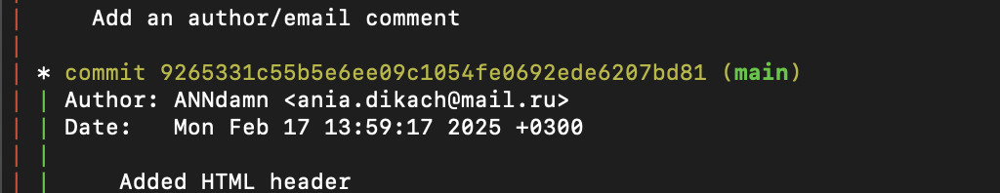 Add an author/email comment
* commit 9265331c55b5e6ee09c1054fe0692ede6207bd81 (main)
Author: ANNdamn <ania.dikach@mail.ru>
Date: Mon Feb 17 13:59:17 2025 +0300
Added HTML header